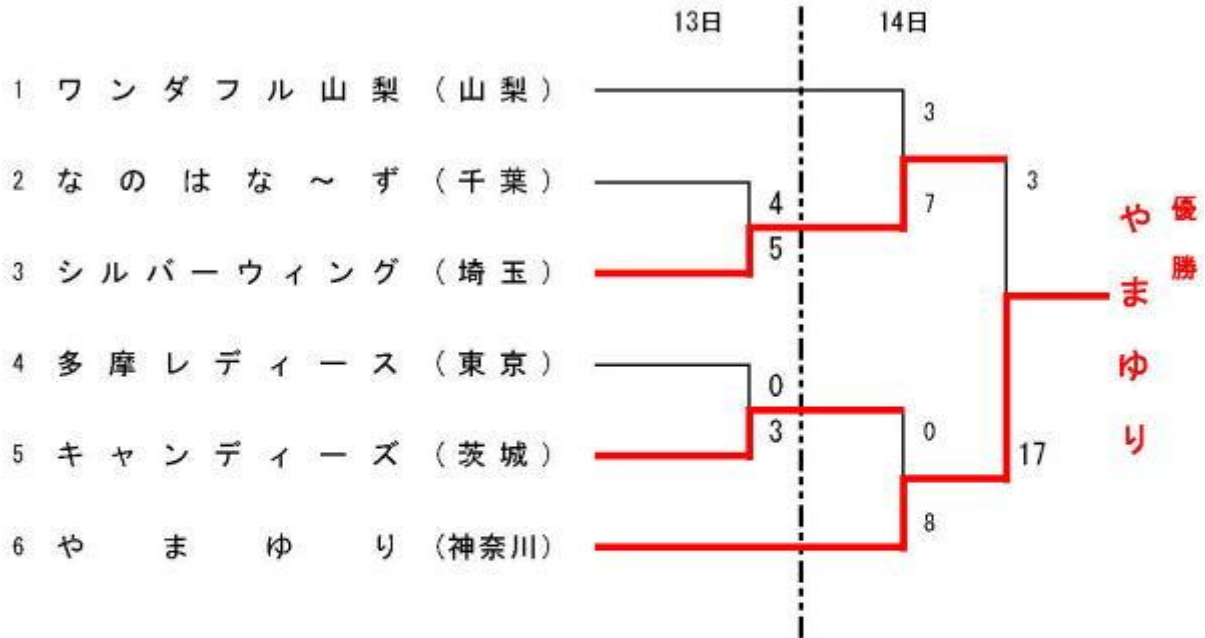 13日 14日
1 ワンダフル山梨 (山梨)
3
2 なのはな～ず (千葉)
3
4
7
5
優勝
やまゆり
3 シルバーウィング (埼玉)
4 多摩レディース (東京)
0
3
0
17
5 キャンディーズ (茨城)
8
6 やまゆり (神奈川)